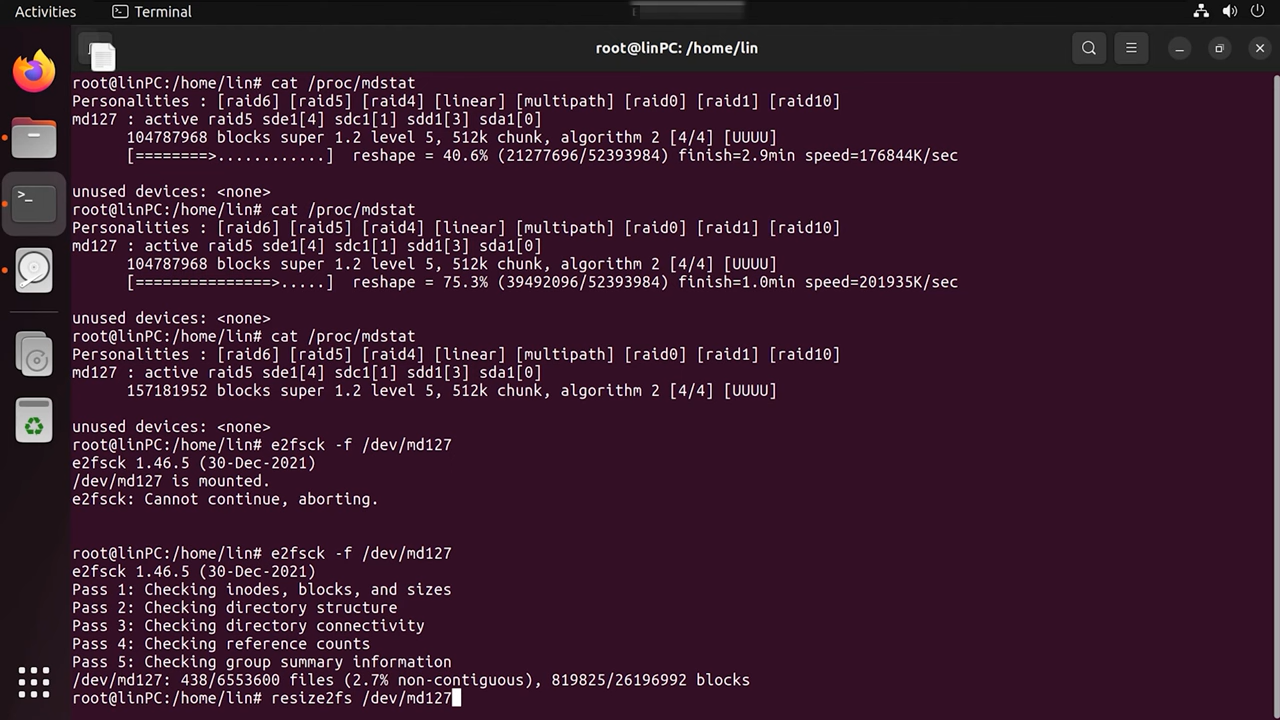 Activities
Terminal
root@linPC: /home/lin
root@linPC:/home/lin# cat /proc/mdstat
Personalities : [raid6] [raid5] [raid4] [linear] [multipath] [raid0] [raid1] [raid10]
md127 : active raid5 sde1[4] sdc1[1] sdd1[3] sda1[0]
      104787968 blocks super 1.2 level 5, 512k chunk, algorithm 2 [4/4] [UUUU]
      [========>............]  reshape = 40.6% (21277696/52393984) finish=2.9min speed=176844K/sec
unused devices: <none>
root@linPC:/home/lin# cat /proc/mdstat
Personalities : [raid6] [raid5] [raid4] [linear] [multipath] [raid0] [raid1] [raid10]
md127 : active raid5 sde1[4] sdc1[1] sdd1[3] sda1[0]
      104787968 blocks super 1.2 level 5, 512k chunk, algorithm 2 [4/4] [UUUU]
      [===============>.....]  reshape = 75.3% (39492096/52393984) finish=1.0min speed=201935K/sec
unused devices: <none>
root@linPC:/home/lin# cat /proc/mdstat
Personalities : [raid6] [raid5] [raid4] [linear] [multipath] [raid0] [raid1] [raid10]
md127 : active raid5 sde1[4] sdc1[1] sdd1[3] sda1[0]
      157181952 blocks super 1.2 level 5, 512k chunk, algorithm 2 [4/4] [UUUU]
unused devices: <none>
root@linPC:/home/lin# e2fsck -f /dev/md127
e2fsck 1.46.5 (30-Dec-2021)
/dev/md127 is mounted.
e2fsck: Cannot continue, aborting.
root@linPC:/home/lin# e2fsck -f /dev/md127
e2fsck 1.46.5 (30-Dec-2021)
Pass 1: Checking inodes, blocks, and sizes
Pass 2: Checking directory structure
Pass 3: Checking directory connectivity
Pass 4: Checking reference counts
Pass 5: Checking group summary information
/dev/md127: 438/6553600 files (2.7% non-contiguous), 819825/26196992 blocks
root@linPC:/home/lin# resize2fs /dev/md127